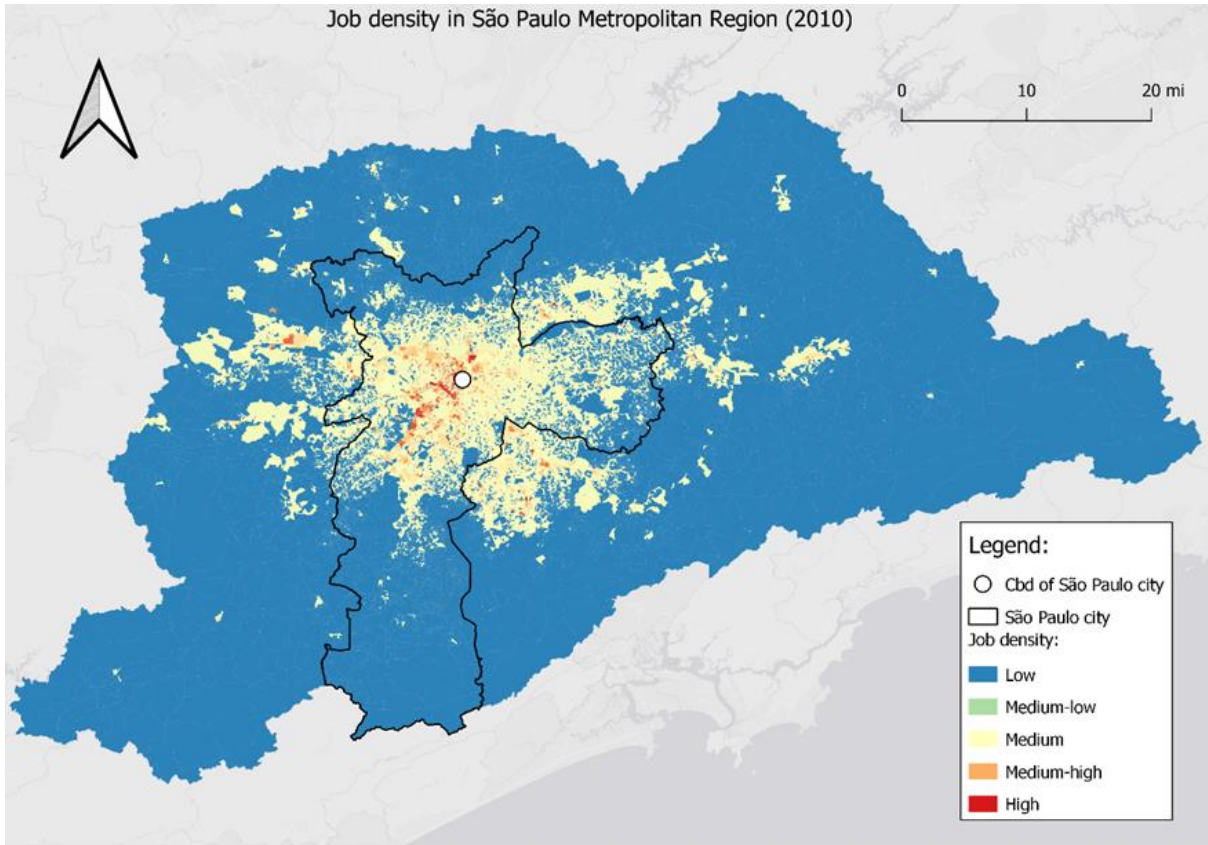 Job density in São Paulo Metropolitan Region (2010)
0 10 20 mi
Legend:
Cbd of São Paulo city
São Paulo city
Job density:
Low
Medium-low
Medium
Medium-high
High